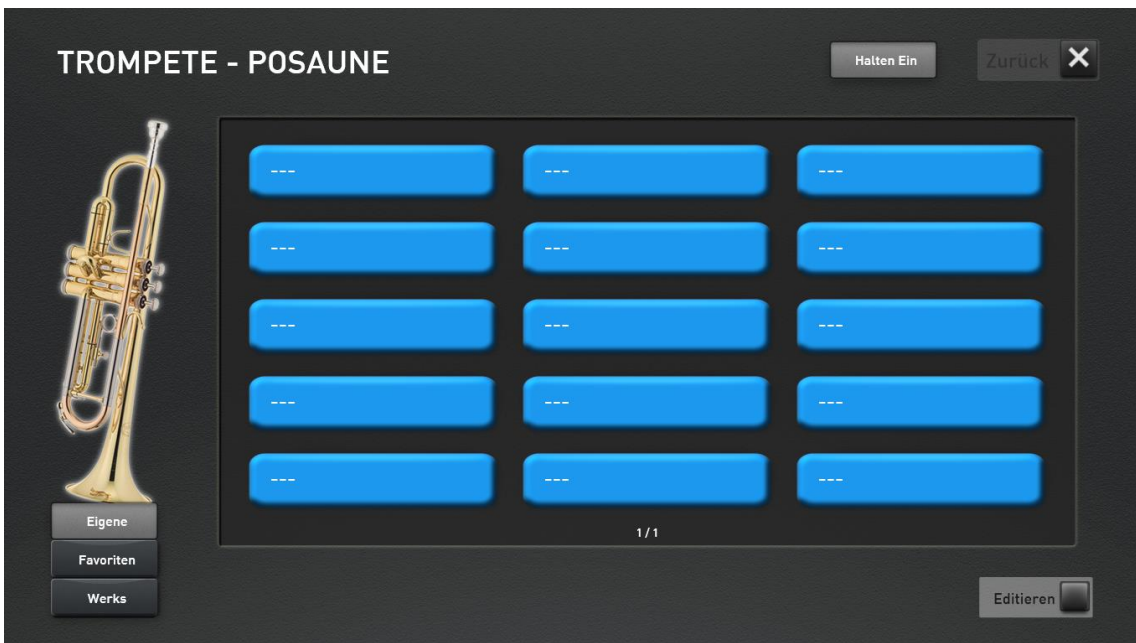 TROMPETE - POSAUNE
Halten Ein
Zurück
--- --- ---
--- --- ---
--- --- ---
--- --- ---
--- --- ---
1/1
Eigene
Favoriten
Werks
Editieren